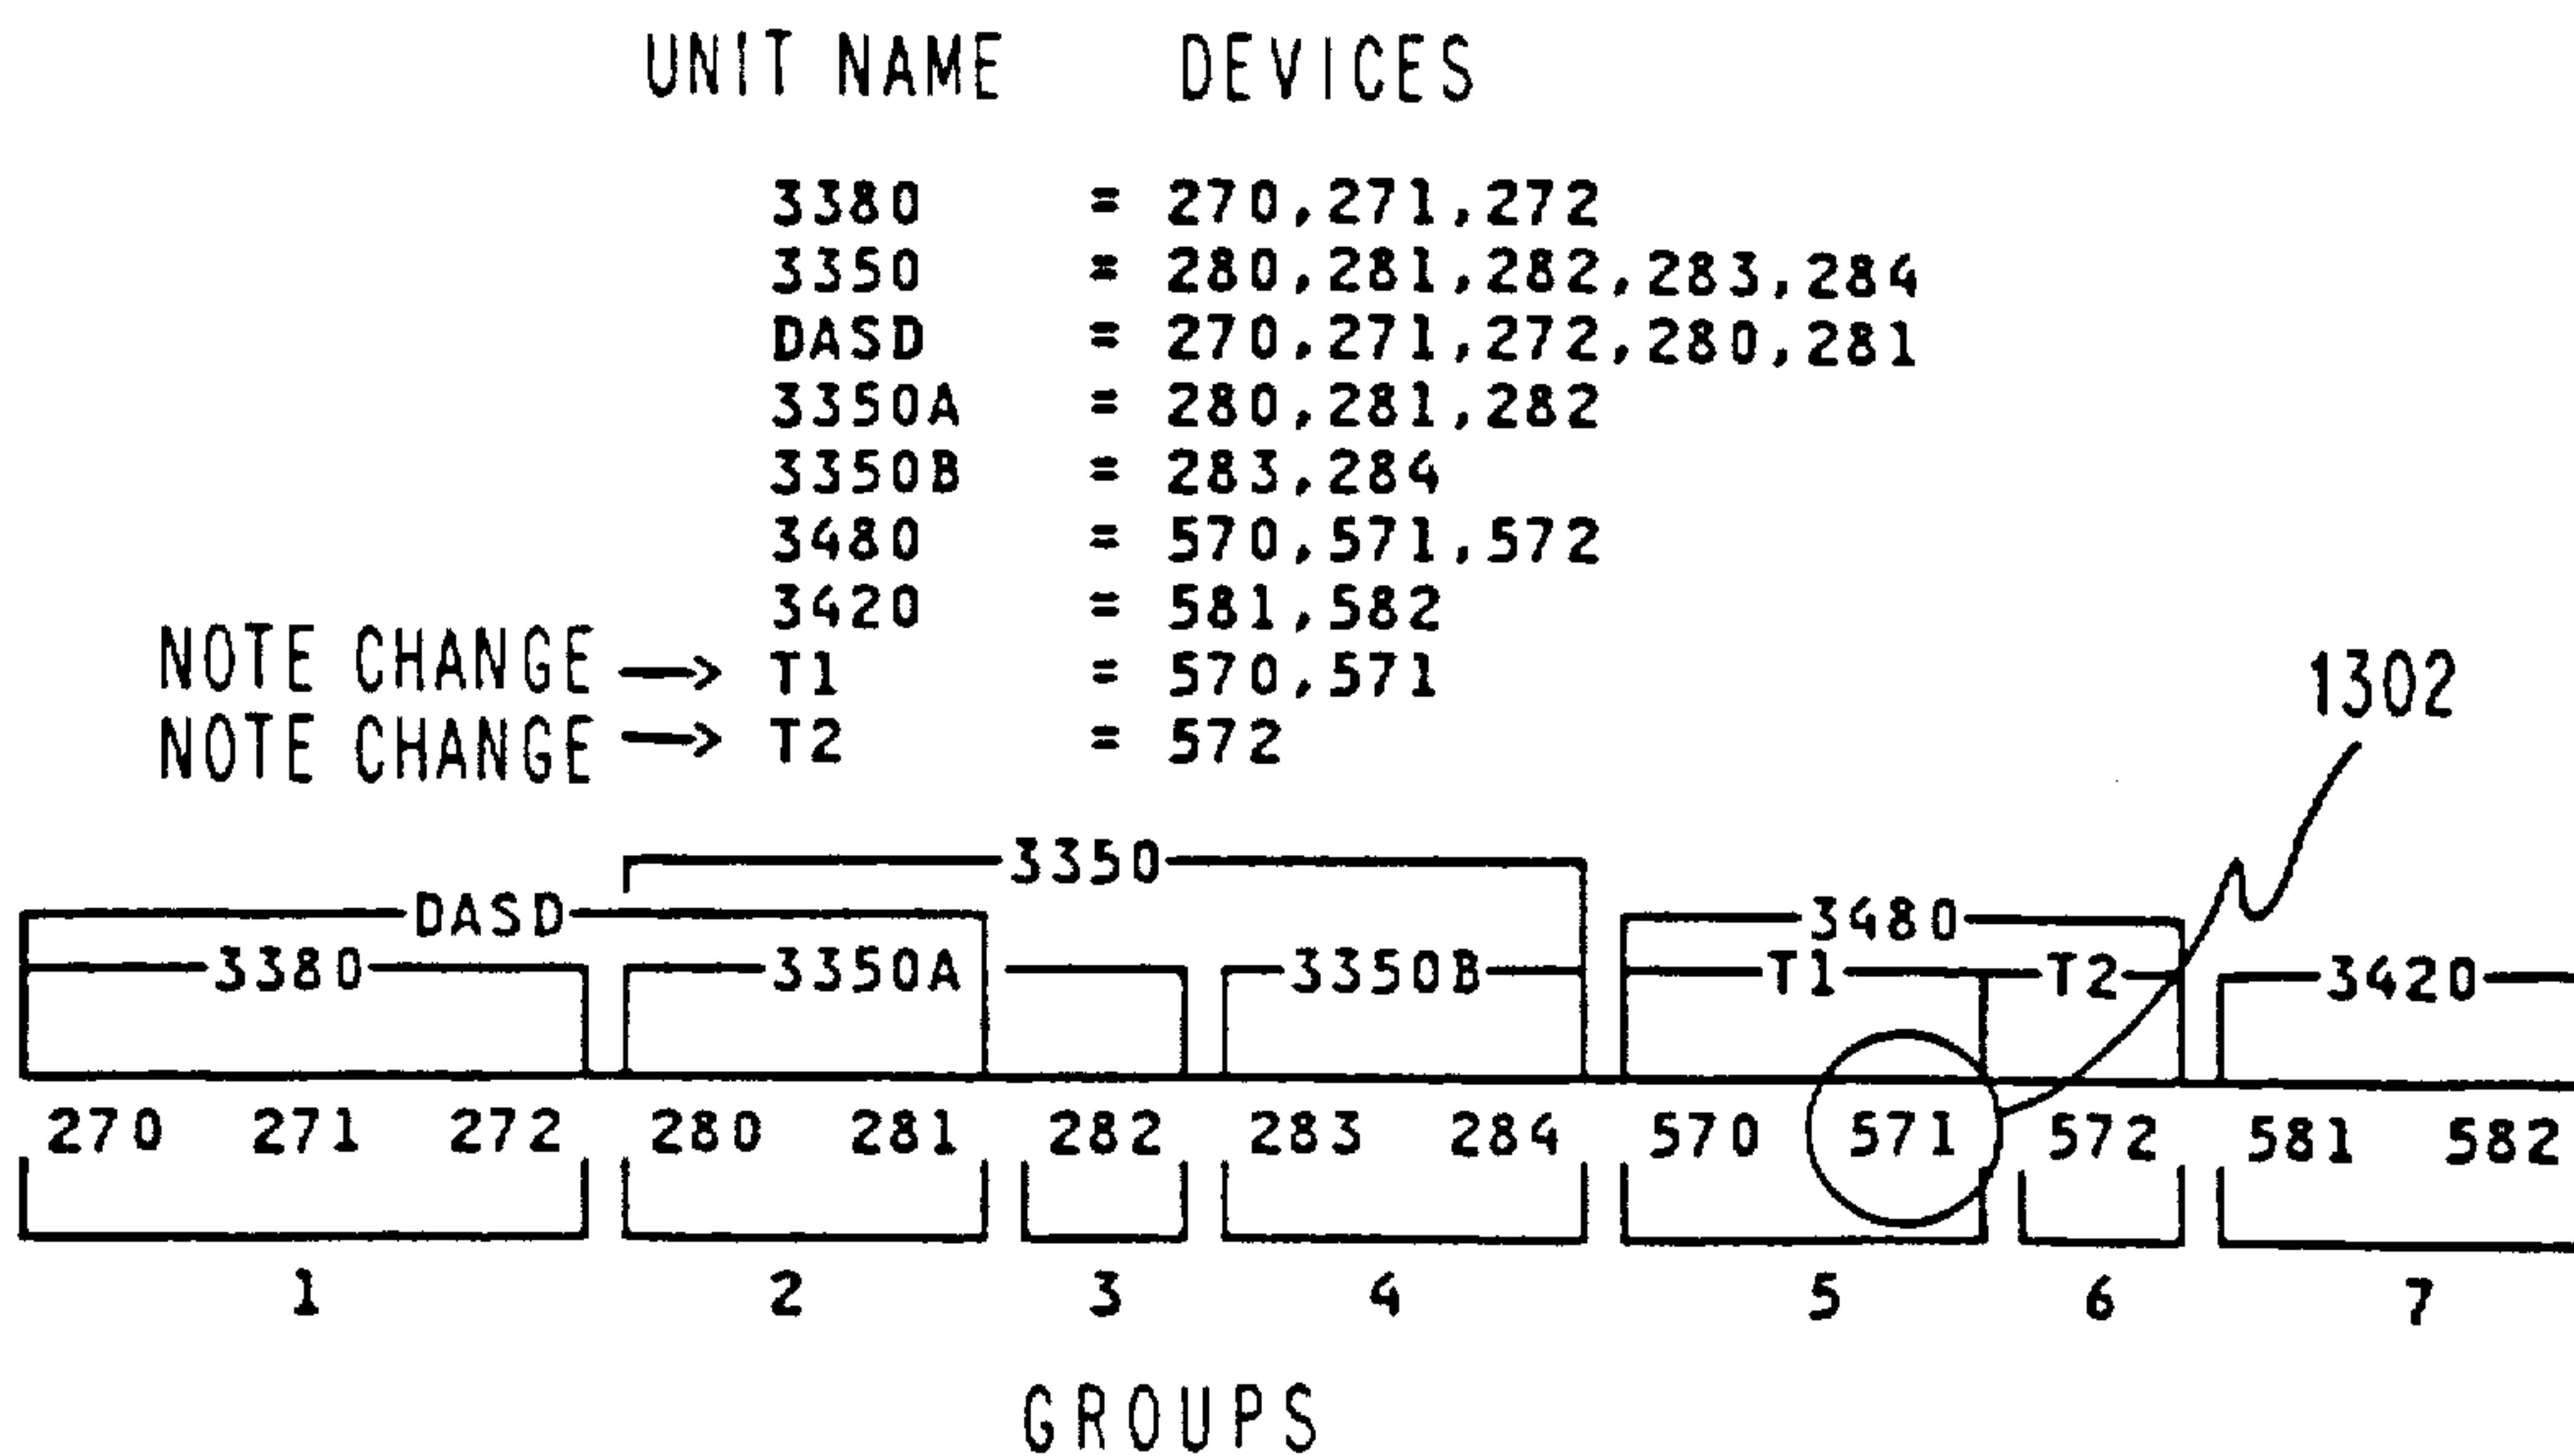 UNIT NAME DEVICES
3380 = 270,271,272
3350 = 280,281,282,283,284
DASD = 270,271,272,280,281
3350A = 280,281,282
3350B = 283,284
3480 = 570,571,572
3420 = 581,582
NOTE CHANGE —> T1 = 570,571
NOTE CHANGE —> T2 = 572
1302
3350
DASD 3480
3380 3350A 3350B T1 T2 3420
270 271 272 280 281 282 283 284 570 571 572 581 582
1 2 3 4 5 6 7
GROUPS